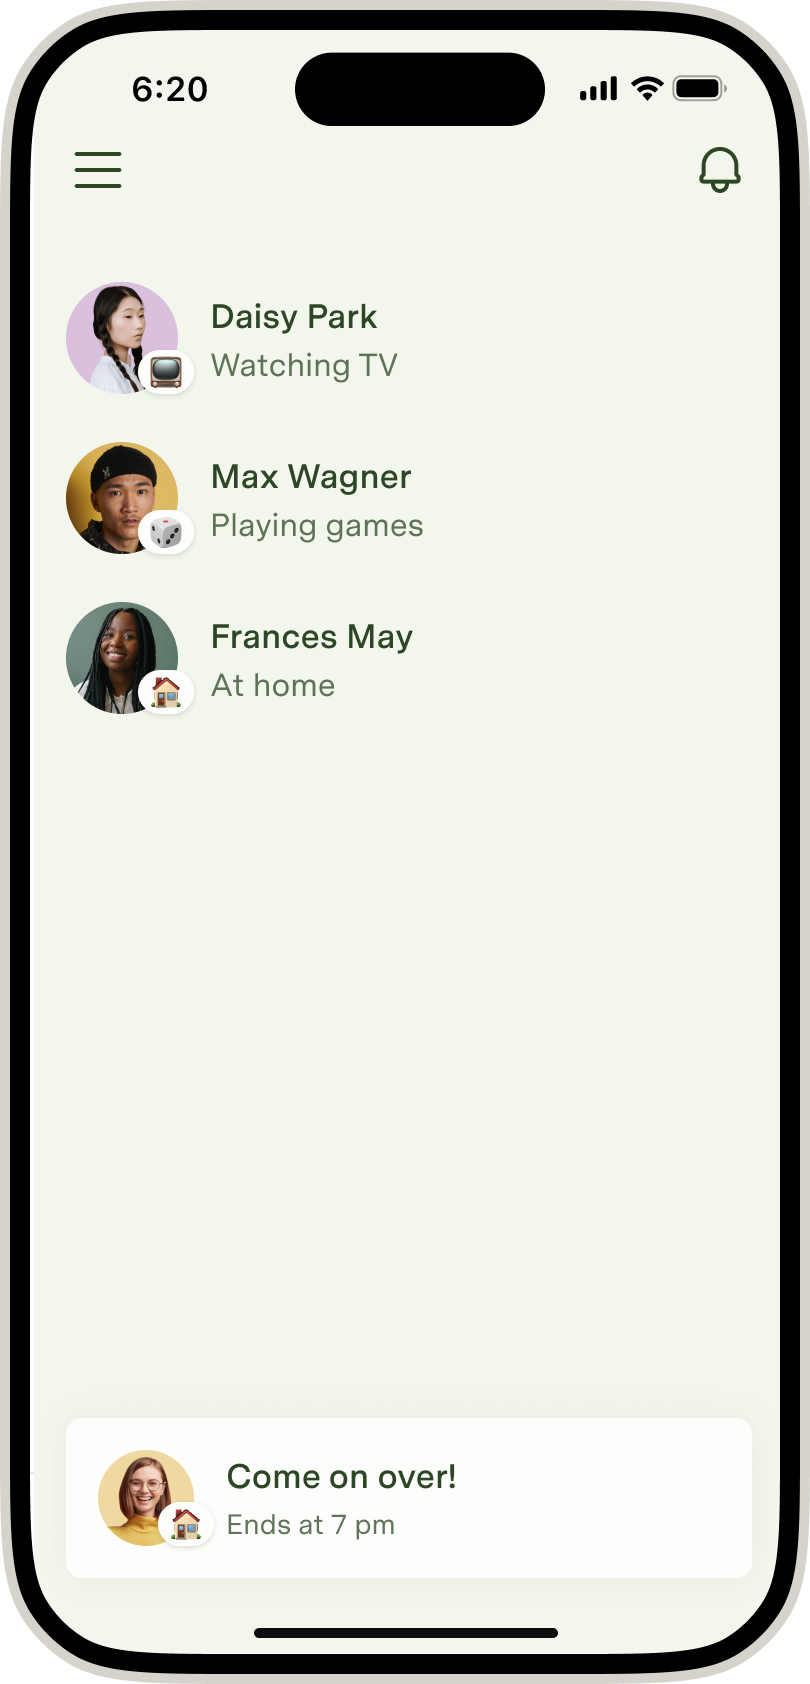 6:20
Daisy Park
Watching TV
Max Wagner
Playing games
Frances May
At home
Come on over!
Ends at 7 pm